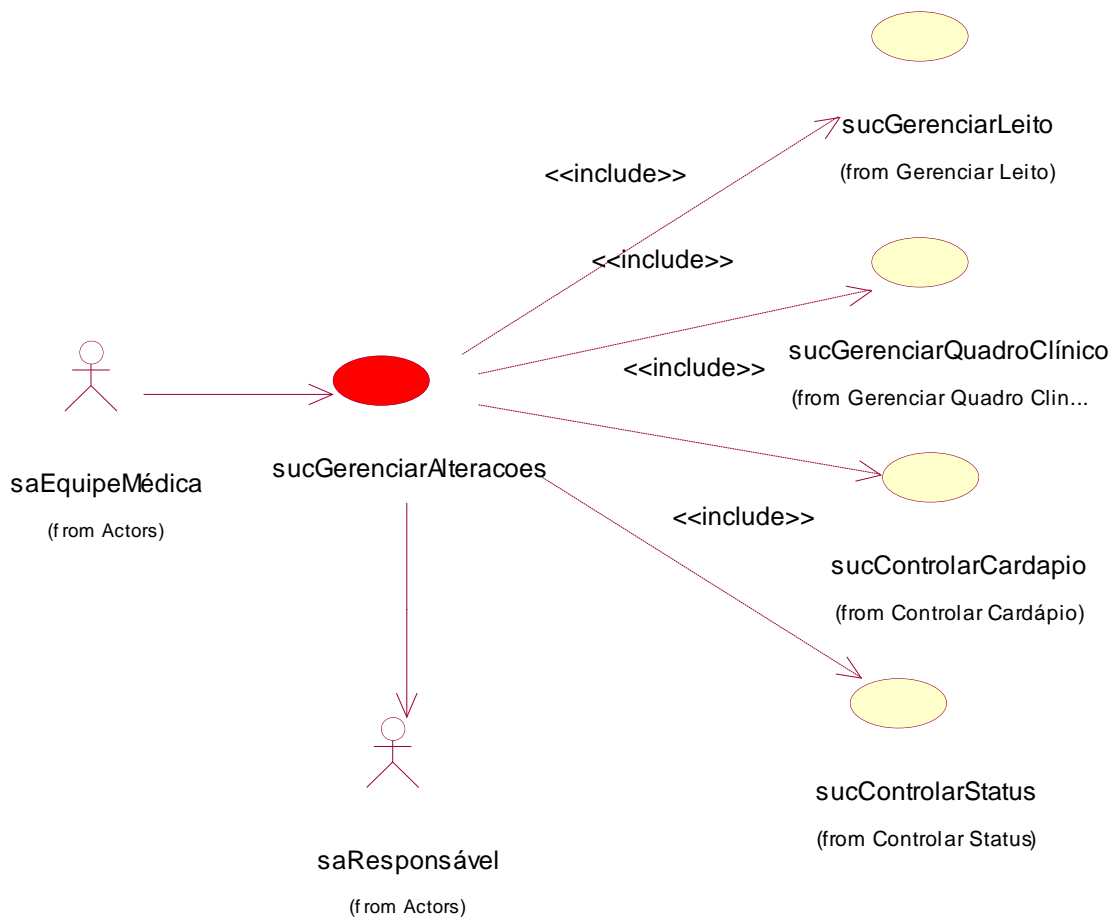 sucGerenciarLeito
(from Gerenciar Leito)
<<include>>
<<include>>
sucGerenciarQuadroClínico
(from Gerenciar Quadro Clin...
<<include>>
saEquipeMédica
(from Actors)
sucGerenciarAlteracoes
<<include>>
sucControlarCardapio
(from Controlar Cardápio)
sucControlarStatus
(from Controlar Status)
saResponsável
(from Actors)